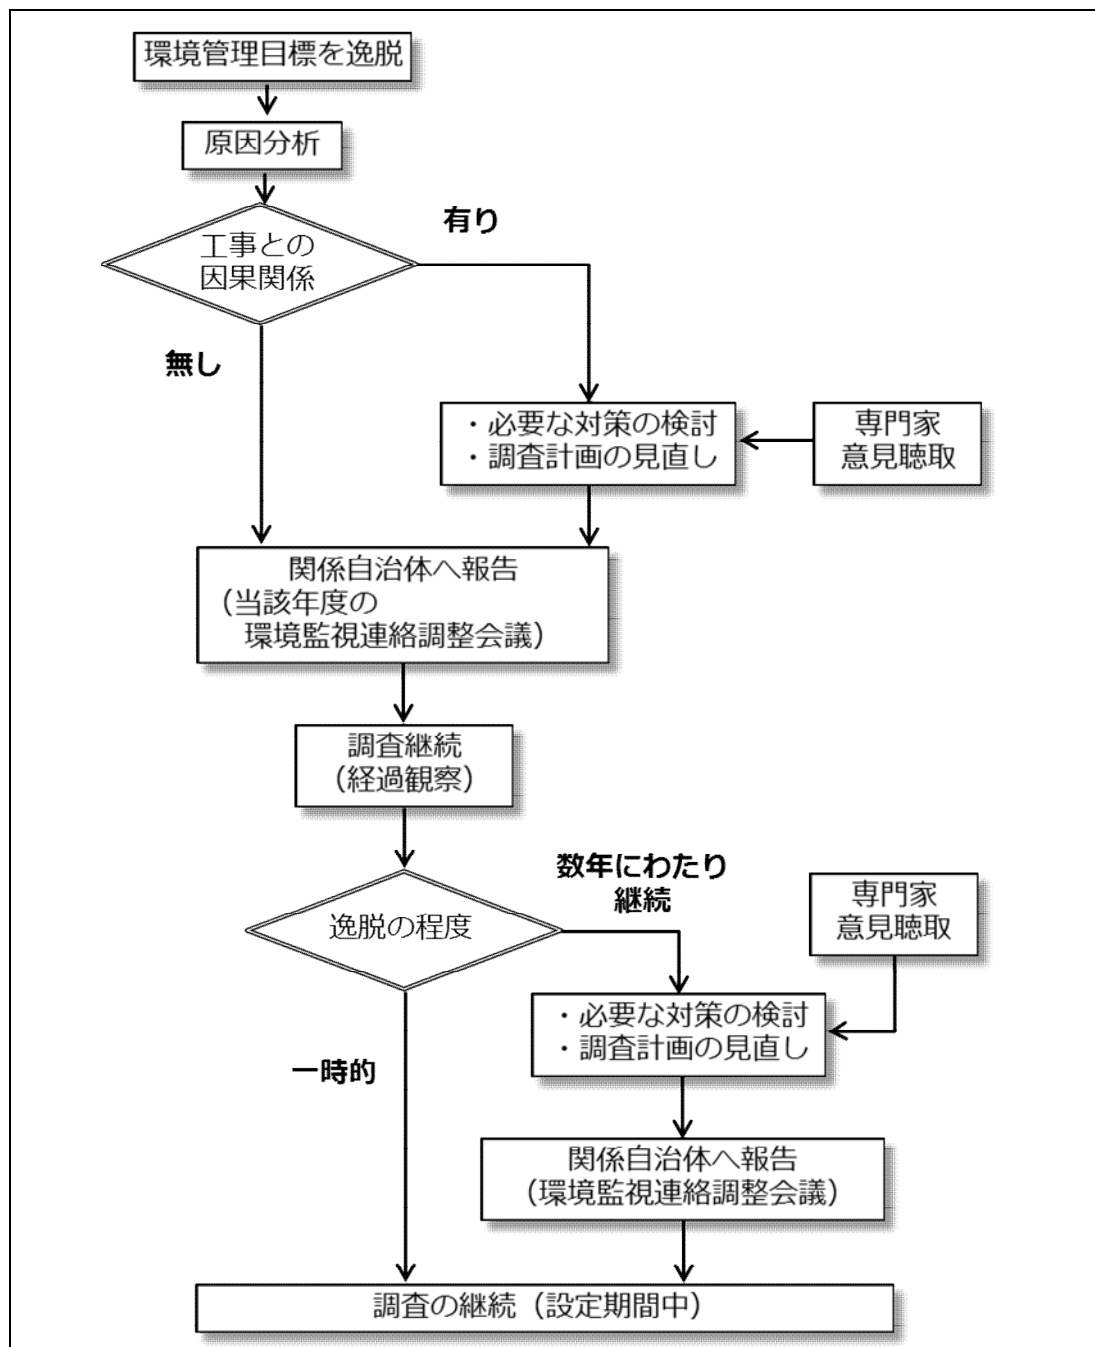 環境管理目標を逸脱
原因分析
工事との
因果関係
有り
無し
・必要な対策の検討
・調査計画の見直し
専門家
意見聴取
関係自治体へ報告
(当該年度の
環境監視連絡調整会議)
調査継続
(経過観察)
逸脱の程度
数年にわたり
継続
専門家
意見聴取
・必要な対策の検討
・調査計画の見直し
一時的
関係自治体へ報告
(環境監視連絡調整会議)
調査の継続(設定期間中)